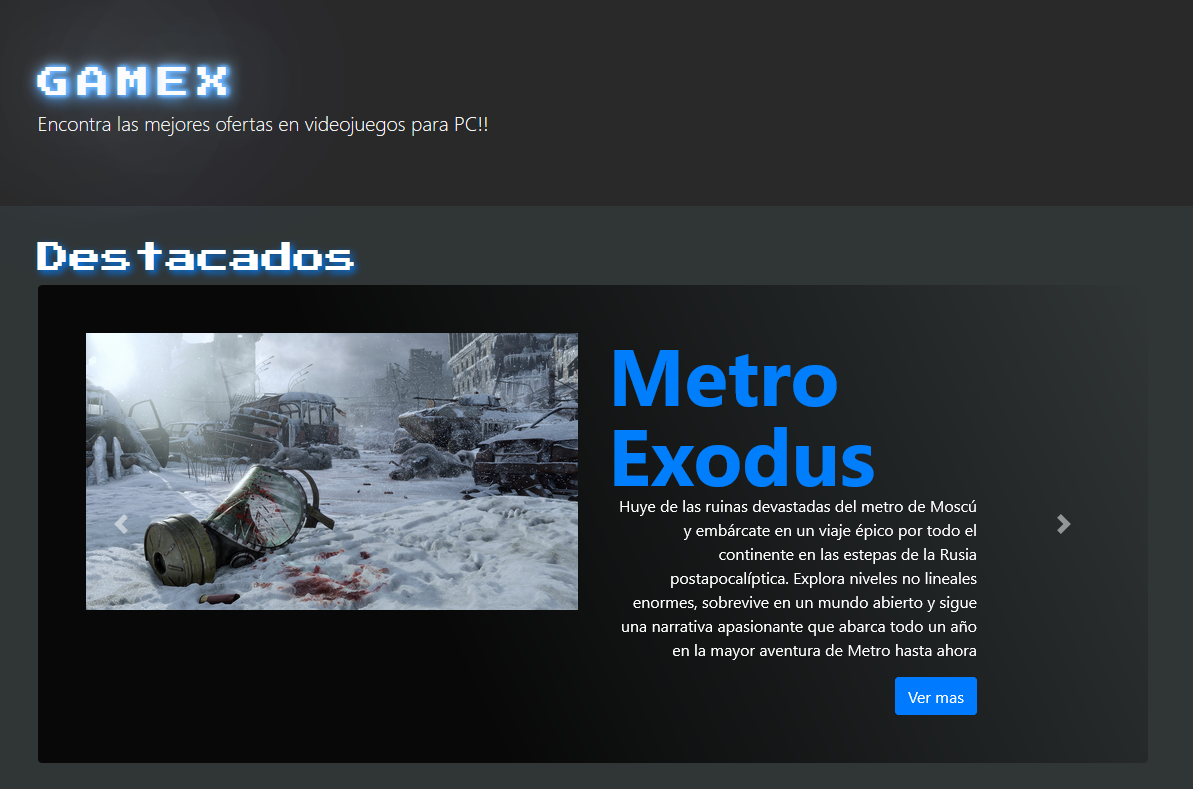 GAMEX
Encontra las mejores ofertas en videojuegos para PC!!
Destacados
Metro
Exodus
Huye de las ruinas devastadas del metro de Moscú
y embárcate en un viaje épico por todo el
continente en las estepas de la Rusia
postapocalíptica. Explora niveles no lineales
enormes, sobrevive en un mundo abierto y sigue
una narrativa apasionante que abarca todo un año
en la mayor aventura de Metro hasta ahora
Ver mas